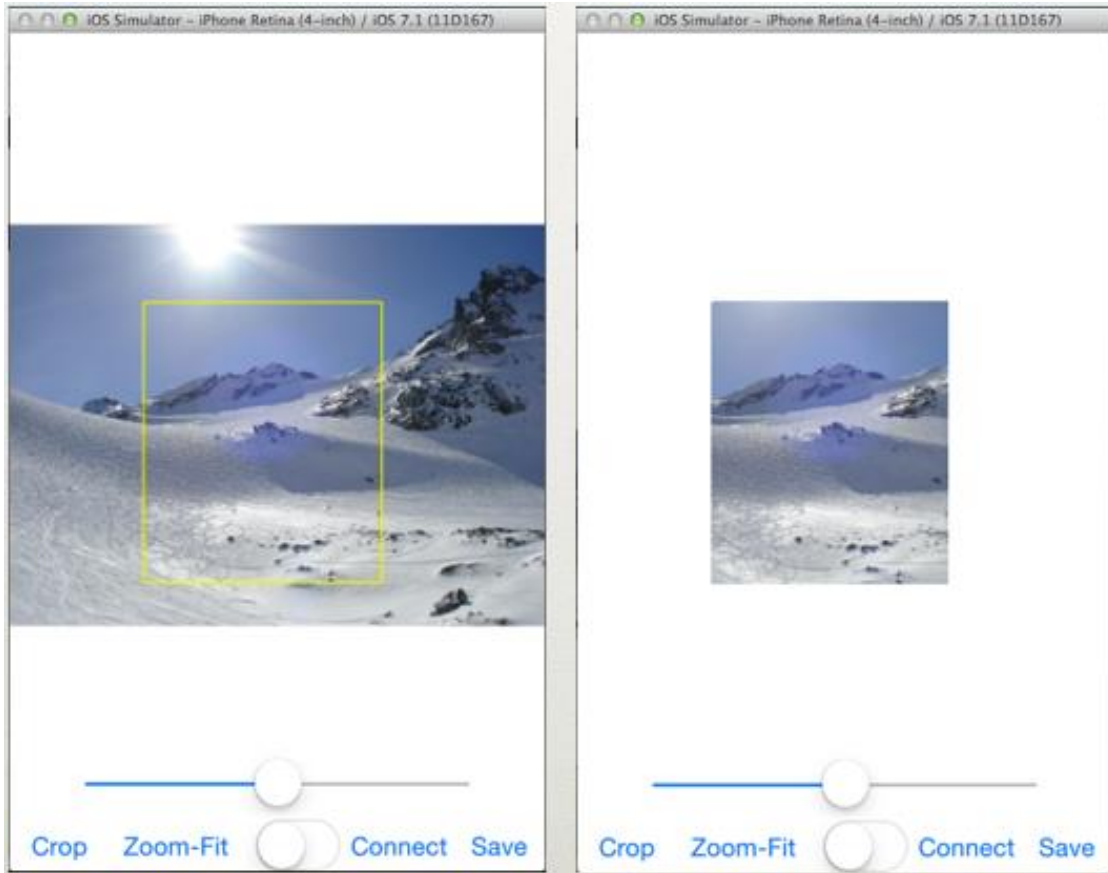 iOS Simulator – iPhone Retina (4-inch) / iOS 7.1 (11D167)
Crop Zoom-Fit Connect Save
iOS Simulator – iPhone Retina (4-inch) / iOS 7.1 (11D167)
Crop Zoom-Fit Connect Save